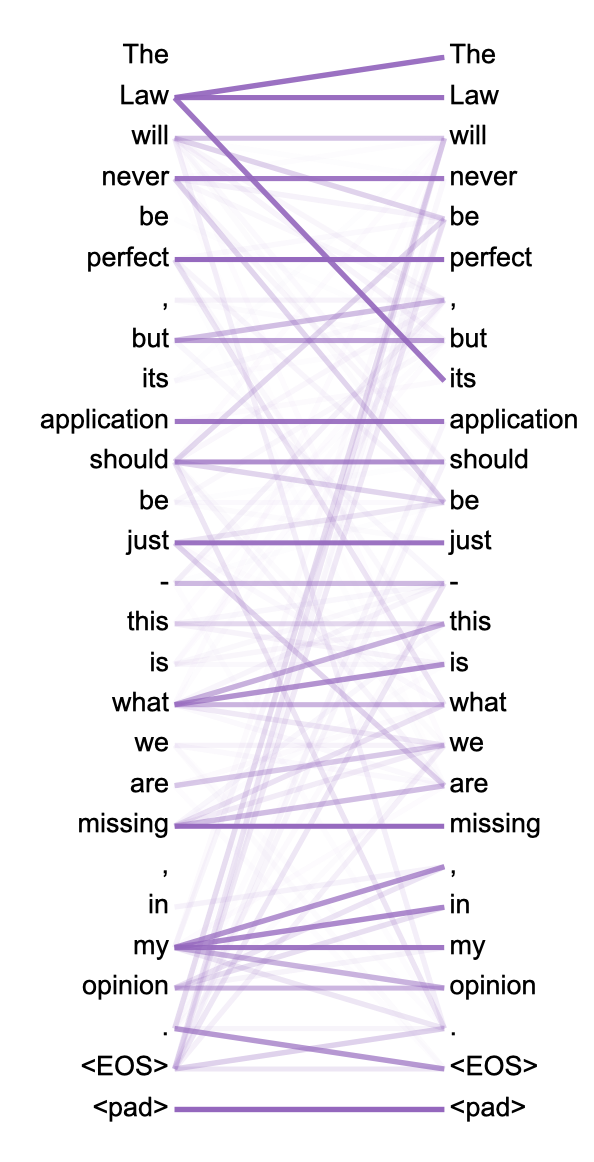 The The
Law Law
will will
never never
be be
perfect perfect
, ,
but but
its its
application application
should should
be be
just just
- -
this this
is is
what what
we we
are are
missing missing
, ,
in in
my my
opinion opinion
. .
<EOS> <EOS>
<pad> <pad>